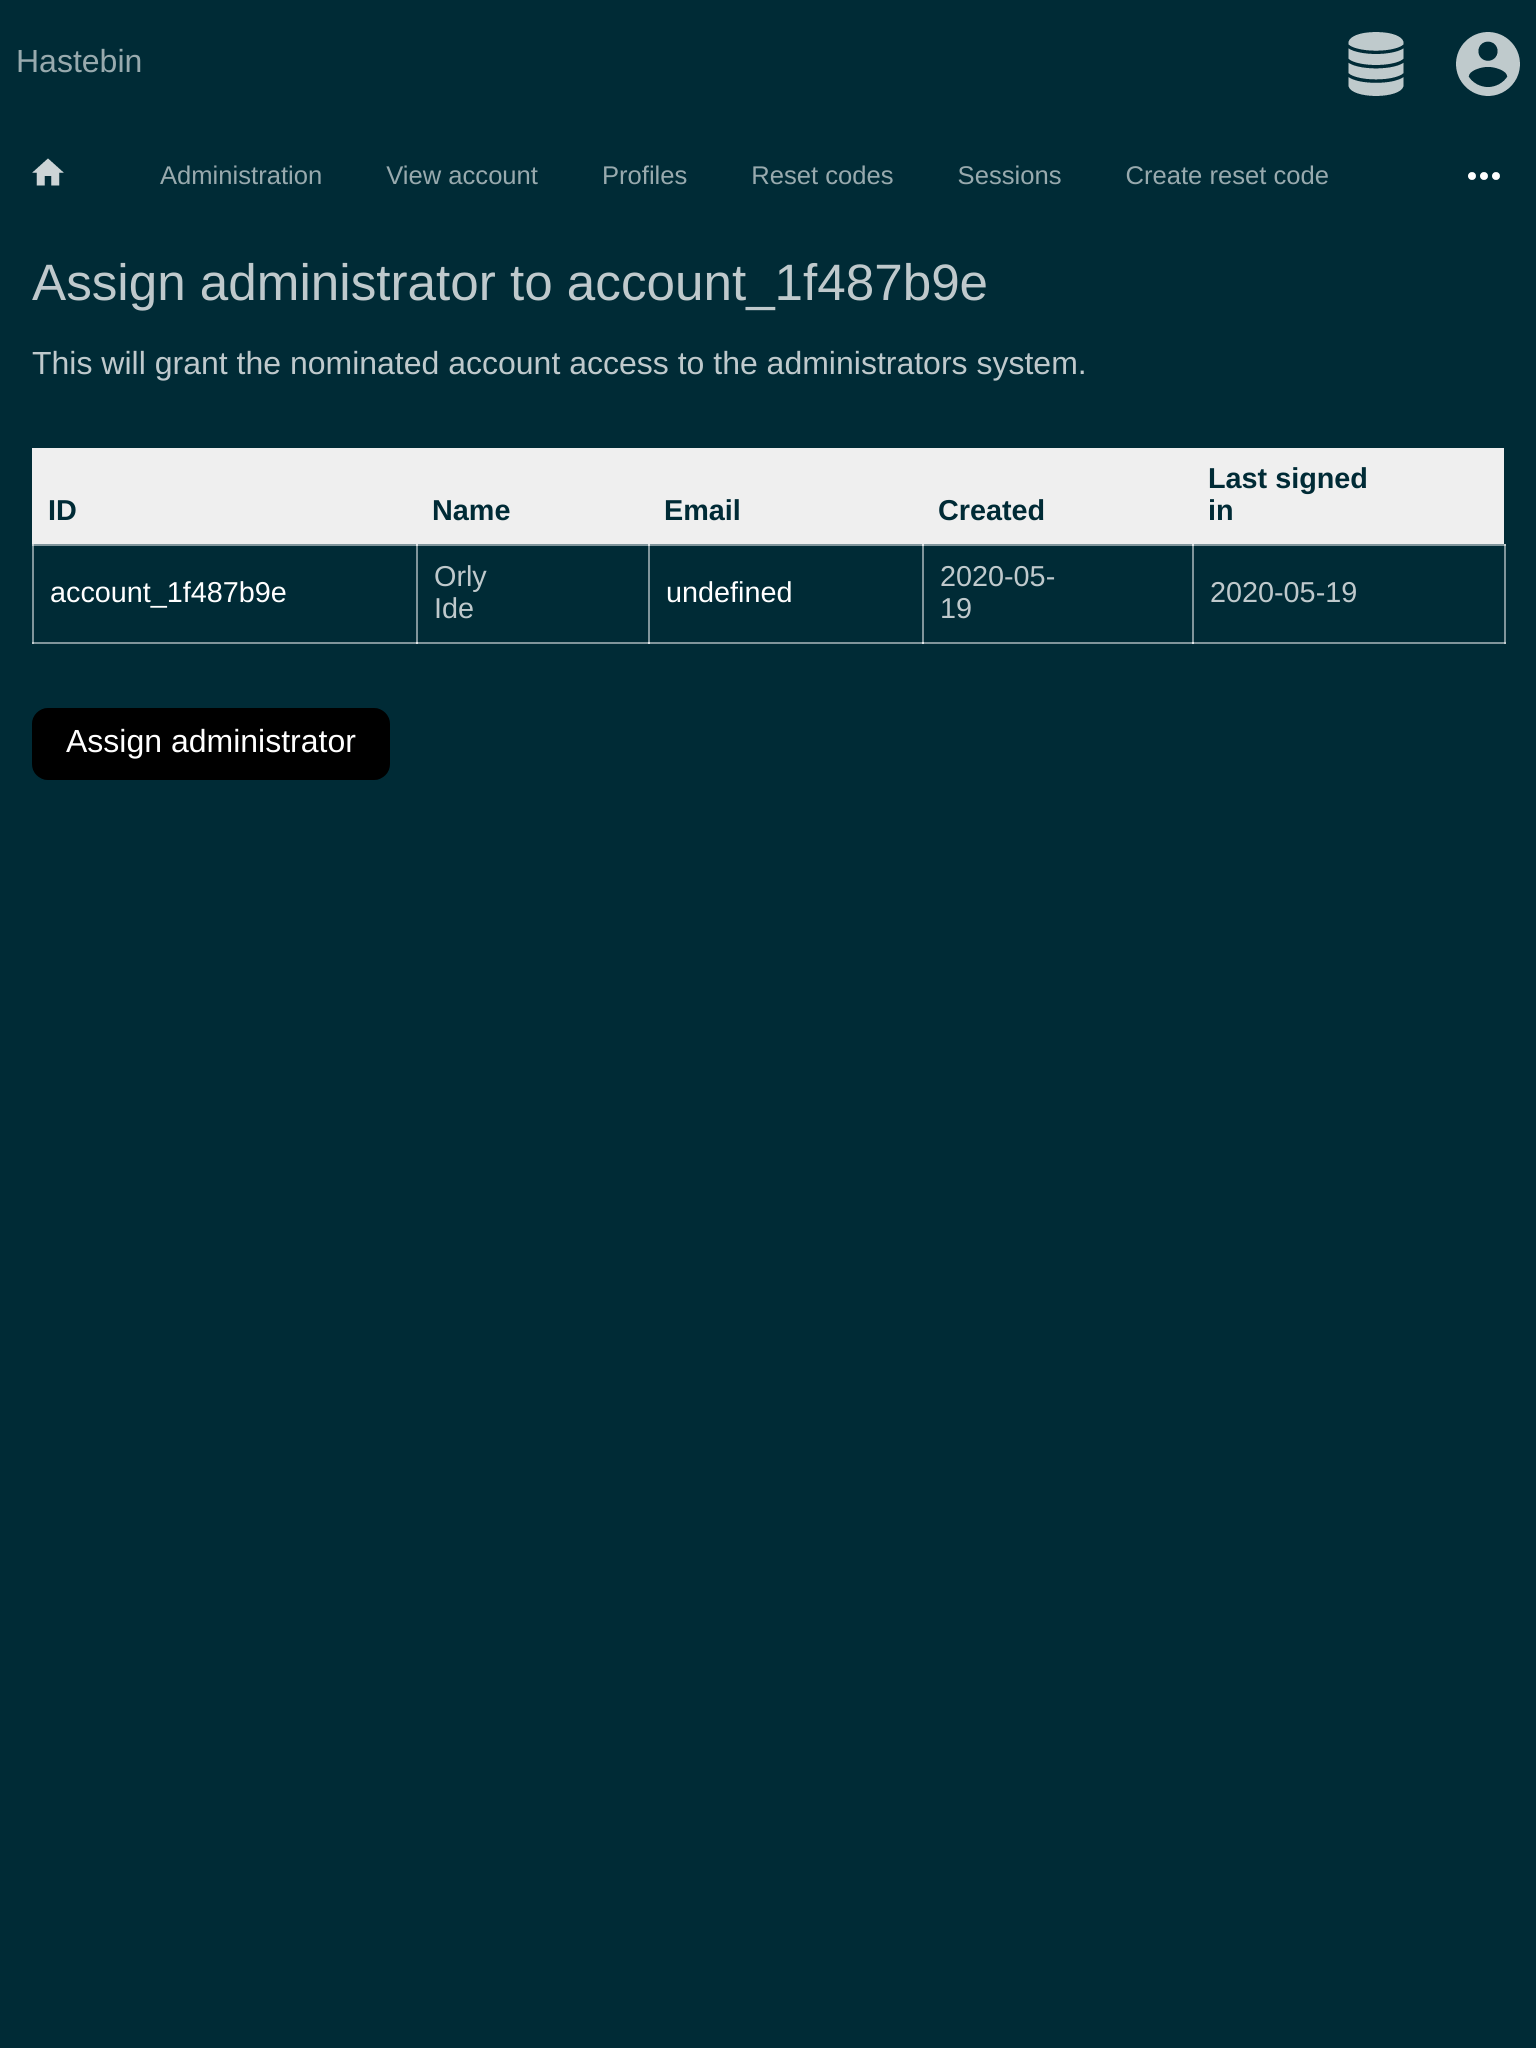 Hastebin
Administration View account Profiles Reset codes Sessions Create reset code
Assign administrator to account_1f487b9e
This will grant the nominated account access to the administrators system.
ID Name Email Created Last signed in
account_1f487b9e Orly Ide undefined 2020-05-19 2020-05-19
Assign administrator